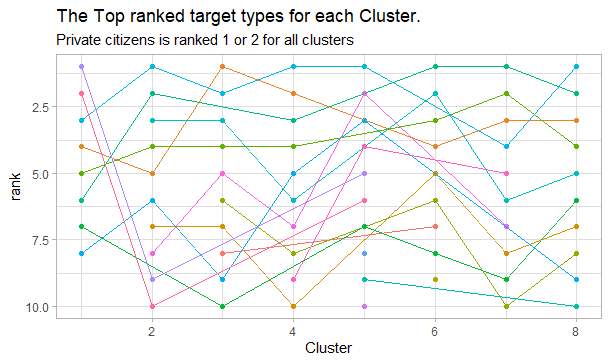 The Top ranked target types for each Cluster.
Private citizens is ranked 1 or 2 for all clusters
2.5
5.0
7.5
10.0
rank
2 4 6 8
Cluster